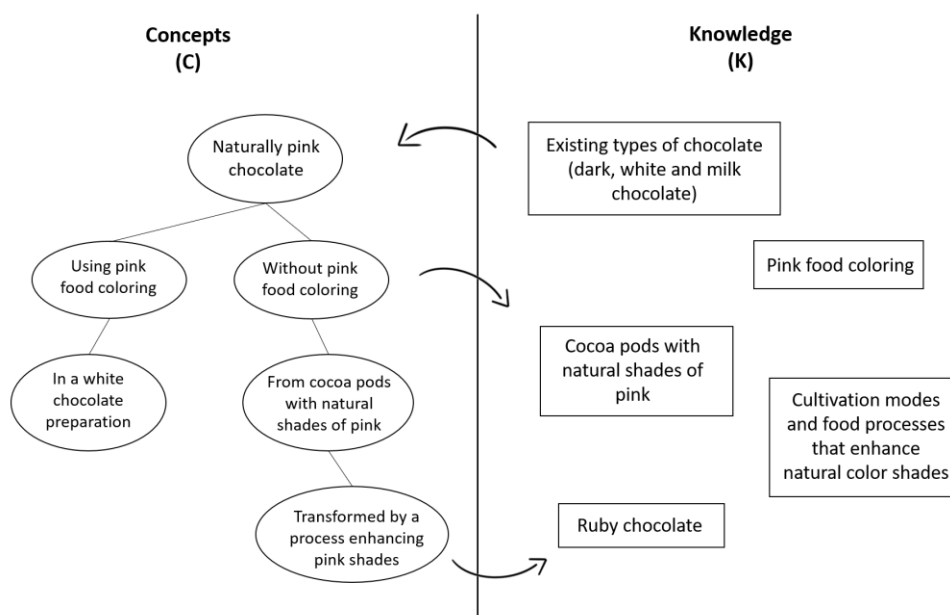 Concepts
(C)
Knowledge
(K)
Naturally pink
chocolate
Existing types of chocolate
(dark, white and milk
chocolate)
Using pink
food coloring
Without pink
food coloring
Pink food coloring
In a white
chocolate
preparation
From cocoa pods
with natural
shades of pink
Cocoa pods with
natural shades of
pink
Cultivation modes
and food processes
that enhance
natural color shades
Transformed by a
process enhancing
pink shades
Ruby chocolate